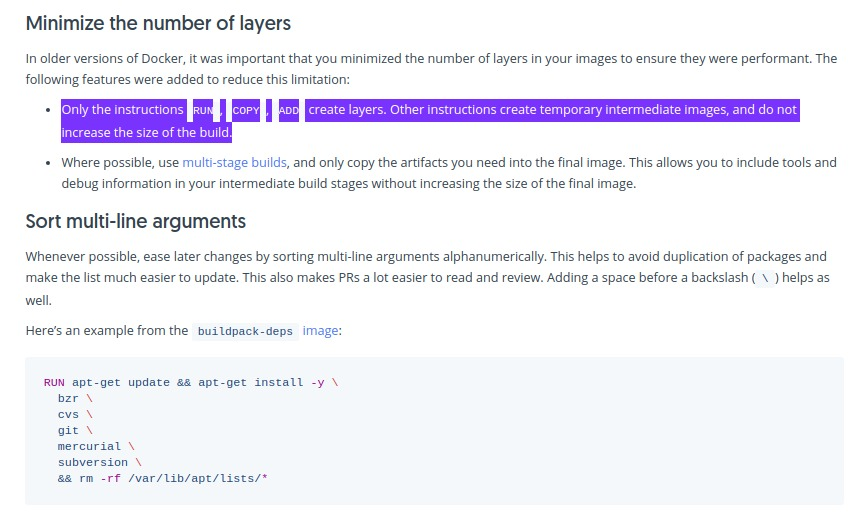 Minimize the number of layers
In older versions of Docker, it was important that you minimized the number of layers in your images to ensure they were performant. The
following features were added to reduce this limitation:
• Only the instructions RUN, COPY, ADD create layers. Other instructions create temporary intermediate images, and do not
increase the size of the build.
• Where possible, use multi-stage builds, and only copy the artifacts you need into the final image. This allows you to include tools and
debug information in your intermediate build stages without increasing the size of the final image.
Sort multi-line arguments
Whenever possible, ease later changes by sorting multi-line arguments alphanumerically. This helps to avoid duplication of packages and
make the list much easier to update. This also makes PRs a lot easier to read and review. Adding a space before a backslash ( \ ) helps as
well.
Here’s an example from the buildpack-deps image:
RUN apt-get update && apt-get install -y \
  bzr \
  cvs \
  git \
  mercurial \
  subversion \
  && rm -rf /var/lib/apt/lists/*